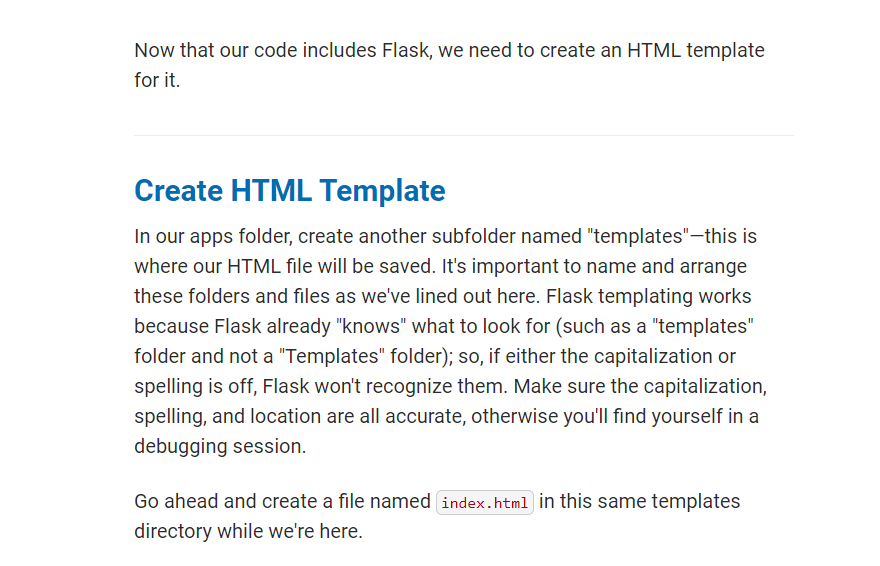 Now that our code includes Flask, we need to create an HTML template
for it.
Create HTML Template
In our apps folder, create another subfolder named "templates"—this is
where our HTML file will be saved. It's important to name and arrange
these folders and files as we've lined out here. Flask templating works
because Flask already "knows" what to look for (such as a "templates"
folder and not a "Templates" folder); so, if either the capitalization or
spelling is off, Flask won't recognize them. Make sure the capitalization,
spelling, and location are all accurate, otherwise you'll find yourself in a
debugging session.
Go ahead and create a file named index.html in this same templates
directory while we're here.